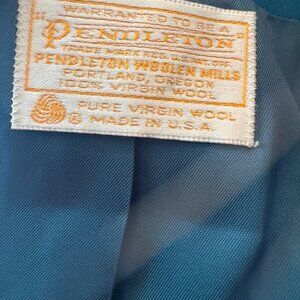 WARRANTED TO BE A
"PENDLETON"
TRADE MARK REG. U.S. PAT. OFF.
PENDLETON WOOLEN MILLS
PORTLAND, OREGON
100% VIRGIN WOOL
PURE VIRGIN WOOL
® MADE IN U.S.A.